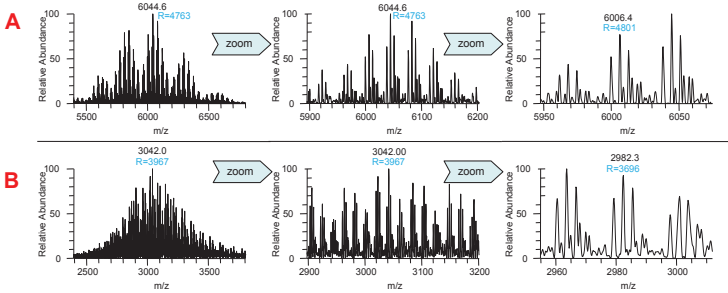 A
Relative Abundance
100
50
0
6044.6
R=4763
5500
6000
6500
m/z
zoom
Relative Abundance
100
50
0
6044.6
R=4763
5900
6000
6100
6200
m/z
zoom
Relative Abundance
100
50
0
6006.4
R=4801
5950
6000
6050
m/z
B
Relative Abundance
100
50
0
3042.0
R=3967
2500
3000
3500
m/z
zoom
Relative Abundance
100
50
0
3042.00
R=3967
2900
3000
3100
3200
m/z
zoom
Relative Abundance
100
50
0
2982.3
R=3696
2960
2980
3000
m/z